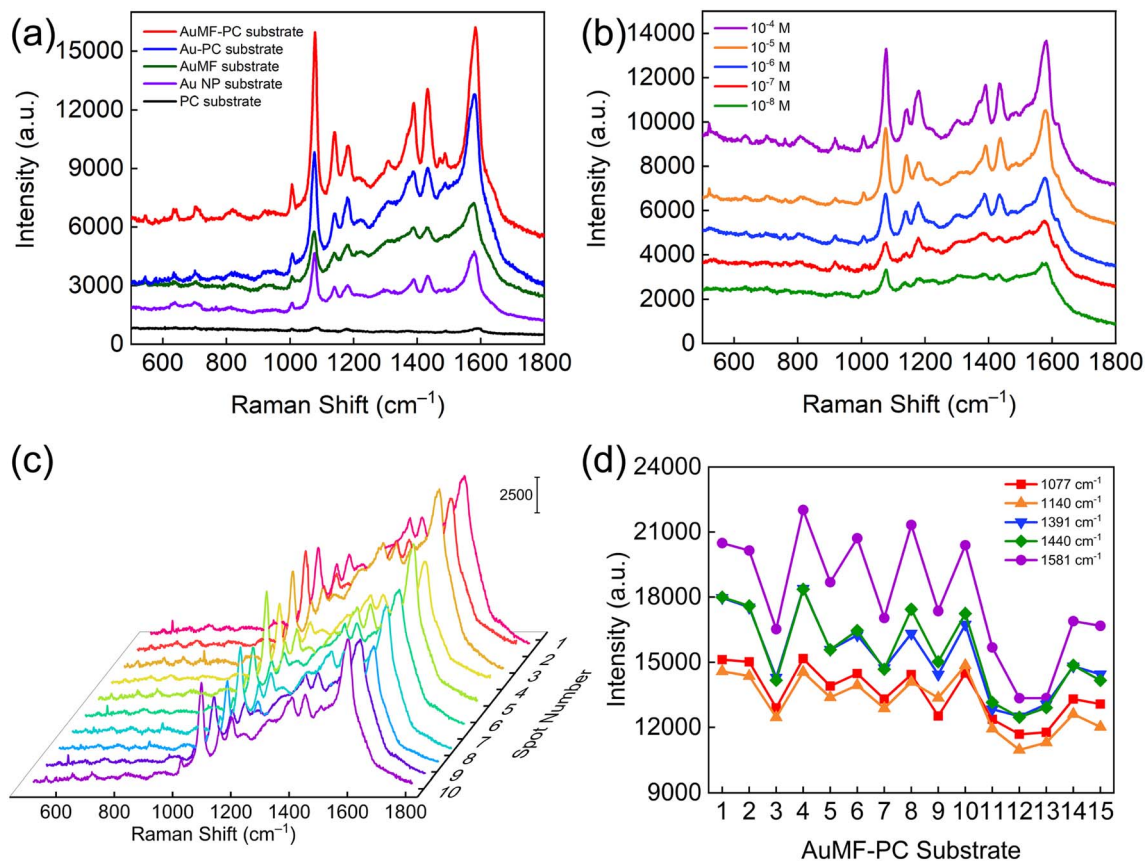 (a)
AuMF-PC substrate
Au-PC substrate
AuMF substrate
Au NP substrate
PC substrate
15000
12000
9000
6000
3000
0
Intensity (a.u.)
600 800 1000 1200 1400 1600 1800
Raman Shift (cm⁻¹)
(b)
10⁻⁴ M
10⁻⁵ M
10⁻⁶ M
10⁻⁷ M
10⁻⁸ M
14000
12000
10000
8000
6000
4000
2000
0
Intensity (a.u.)
600 800 1000 1200 1400 1600 1800
Raman Shift (cm⁻¹)
(c)
2500
1
2
3
4
5
6
7
8
9
10
Spot Number
600 800 1000 1200 1400 1600 1800
Raman Shift (cm⁻¹)
(d)
1077 cm⁻¹
1140 cm⁻¹
1391 cm⁻¹
1440 cm⁻¹
1581 cm⁻¹
24000
21000
18000
15000
12000
9000
Intensity (a.u.)
1 2 3 4 5 6 7 8 9 10 11 12 13 14 15
AuMF-PC Substrate